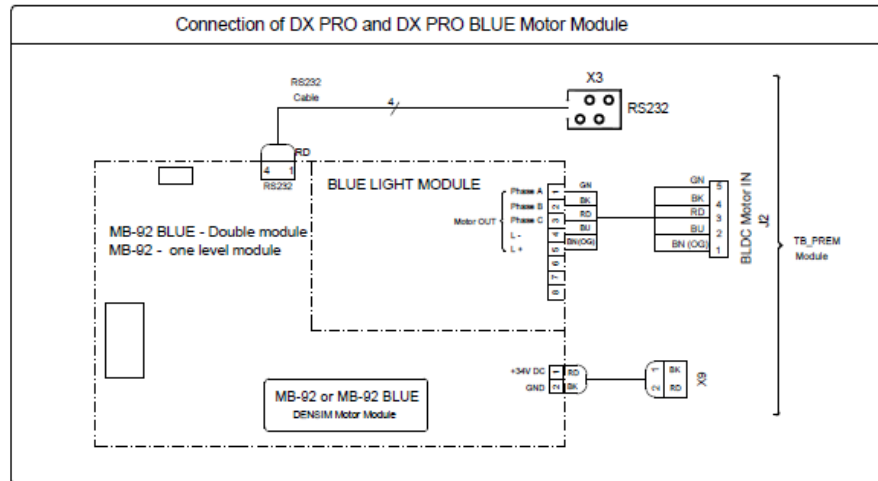 Connection of DX PRO and DX PRO BLUE Motor Module
RS232
Cable
4
X3
RS232
RD
4 1
RS232
BLUE LIGHT MODULE
MB-92 BLUE - Double module
MB-92 - one level module
Motor OUT
Phase A 1 GN
Phase B 2 BK
Phase C 3 RD
L - 4 BU
L + 5 BN(OG)
6
7
8
GN 5
BK 4
RD 3
BU 2
BN (OG) 1
BLDC Motor IN
J2
TB_PREM
Module
+34V DC 1 RD
GND 2 BK
1 BK
2 RD
X9
MB-92 or MB-92 BLUE
DENSIM Motor Module